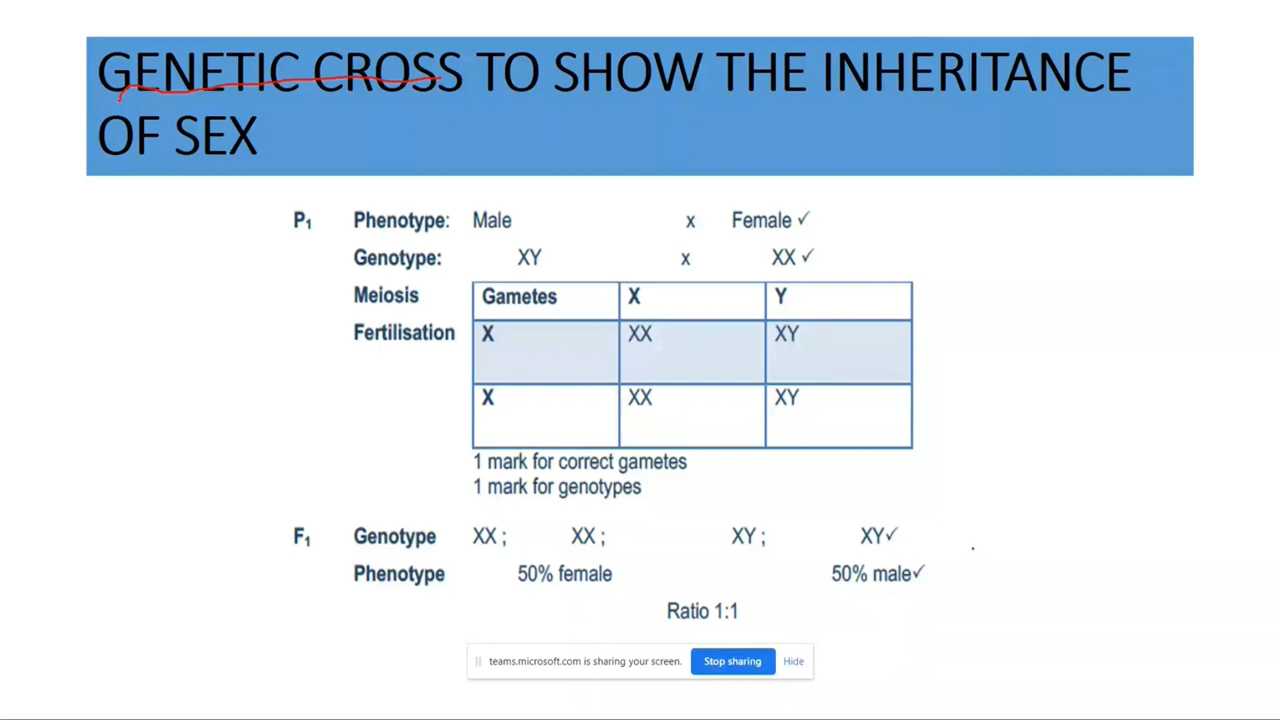 GENETIC CROSS TO SHOW THE INHERITANCE
OF SEX
P₁ Phenotype: Male x Female ✓
Genotype: XY x XX ✓
Meiosis Gametes X Y
Fertilisation X XX XY
X XX XY
1 mark for correct gametes
1 mark for genotypes
F₁ Genotype XX ; XX ; XY ; XY✓
Phenotype 50% female 50% male✓
Ratio 1:1
teams.microsoft.com is sharing your screen. Stop sharing Hide